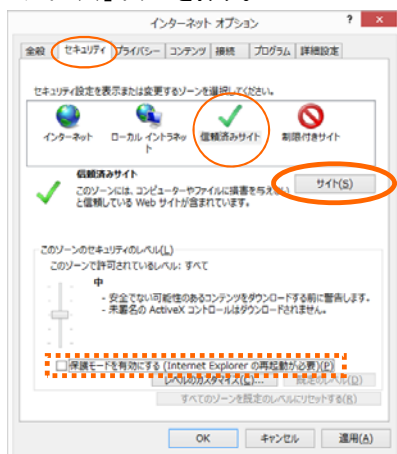 インターネット オプション
? ×
全般 セキュリティ プライバシー コンテンツ 接続 プログラム 詳細設定
セキュリティ設定を表示または変更するゾーンを選択してください。
インターネット ローカル イントラネット 信頼済みサイト 制限付きサイト
信頼済みサイト
このゾーンには、コンピューターやファイルに損害を与えない
と信頼している Web サイトが含まれています。
サイト(S)
このゾーンのセキュリティのレベル(L)
このゾーンで許可されているレベル: すべて
中
- 安全でない可能性のあるコンテンツをダウンロードする前に警告します。
- 未署名の ActiveX コントロールはダウンロードされません。
保護モードを有効にする (Internet Explorer の再起動が必要)(P)
レベルのカスタマイズ(C)... 既定のレベル(D)
すべてのゾーンを既定のレベルにリセットする(R)
OK キャンセル 適用(A)